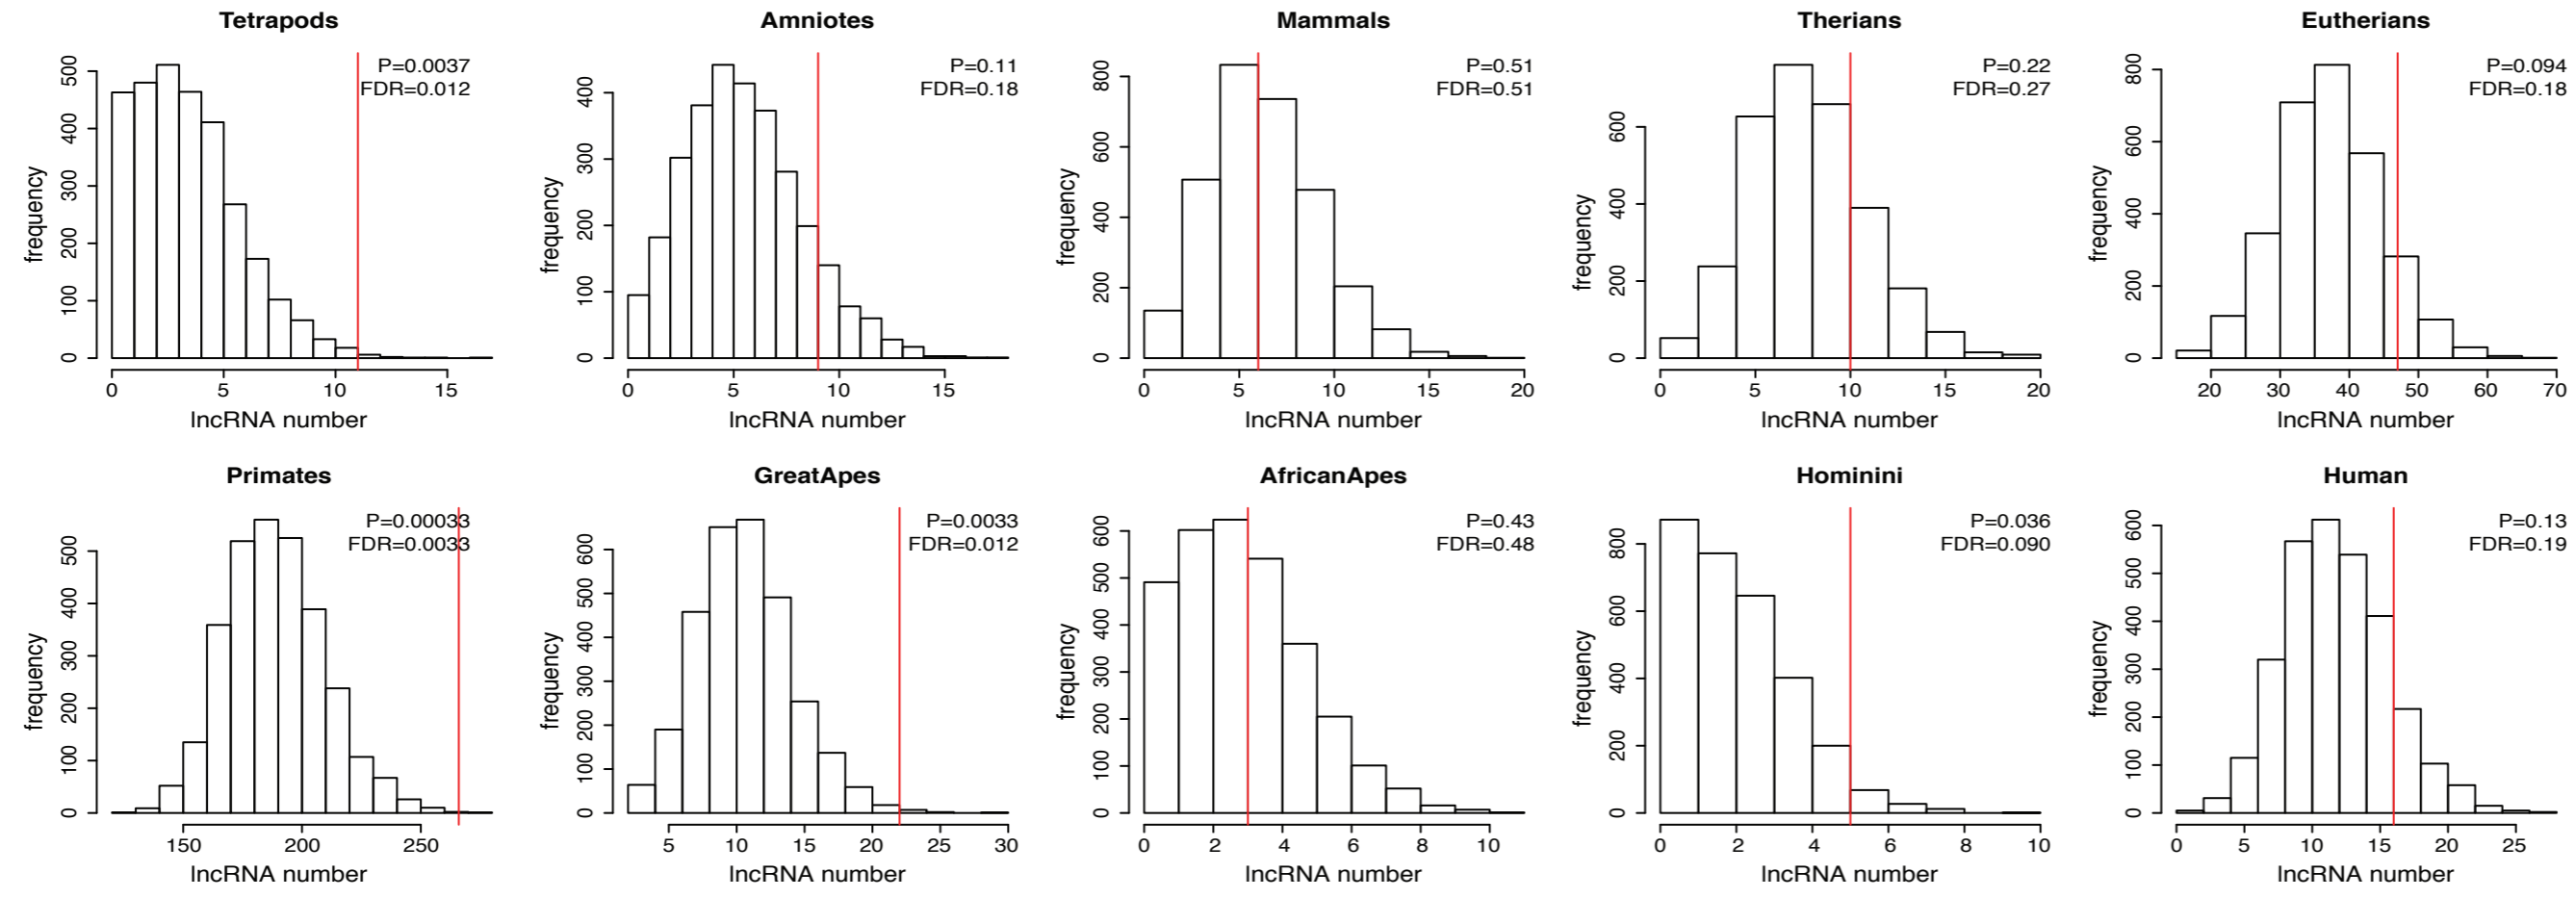 Tetrapods
P=0.0037
FDR=0.012
frequency
0 100 200 300 400 500
0 5 10 15
lncRNA number
Amniotes
P=0.11
FDR=0.18
frequency
0 100 200 300 400
0 5 10 15
lncRNA number
Mammals
P=0.51
FDR=0.51
frequency
0 200 400 600 800
0 5 10 15 20
lncRNA number
Therians
P=0.22
FDR=0.27
frequency
0 200 400 600
0 5 10 15 20
lncRNA number
Eutherians
P=0.094
FDR=0.18
frequency
0 200 400 600 800
20 30 40 50 60 70
lncRNA number
Primates
P=0.00033
FDR=0.0033
frequency
0 100 200 300 400 500
150 200 250
lncRNA number
GreatApes
P=0.0033
FDR=0.012
frequency
0 100 200 300 400 500 600
5 10 15 20 25 30
lncRNA number
AfricanApes
P=0.43
FDR=0.48
frequency
0 100 200 300 400 500 600
0 2 4 6 8 10
lncRNA number
Hominini
P=0.036
FDR=0.090
frequency
0 200 400 600 800
0 2 4 6 8 10
lncRNA number
Human
P=0.13
FDR=0.19
frequency
0 100 200 300 400 500 600
0 5 10 15 20 25
lncRNA number